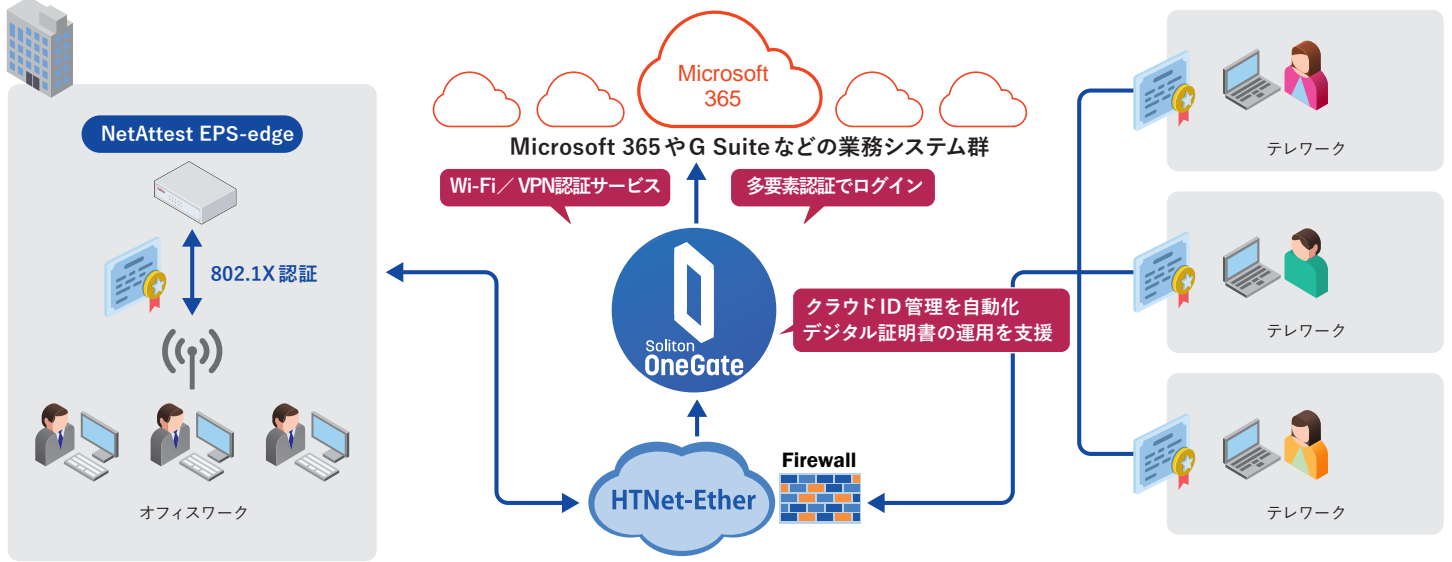 NetAttest EPS-edge
802.1X認証
オフィスワーク
Microsoft
365
Microsoft 365やG Suiteなどの業務システム群
Wi-Fi／VPN認証サービス
多要素認証でログイン
Soliton
OneGate
クラウドID管理を自動化
デジタル証明書の運用を支援
HTNet-Ether
Firewall
テレワーク
テレワーク
テレワーク